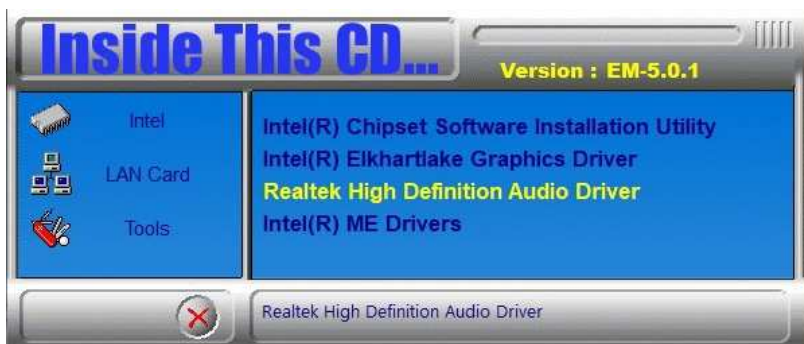 Inside This CD...
Version : EM-5.0.1
Intel
LAN Card
Tools
Intel(R) Chipset Software Installation Utility
Intel(R) Elkhartlake Graphics Driver
Realtek High Definition Audio Driver
Intel(R) ME Drivers
Realtek High Definition Audio Driver